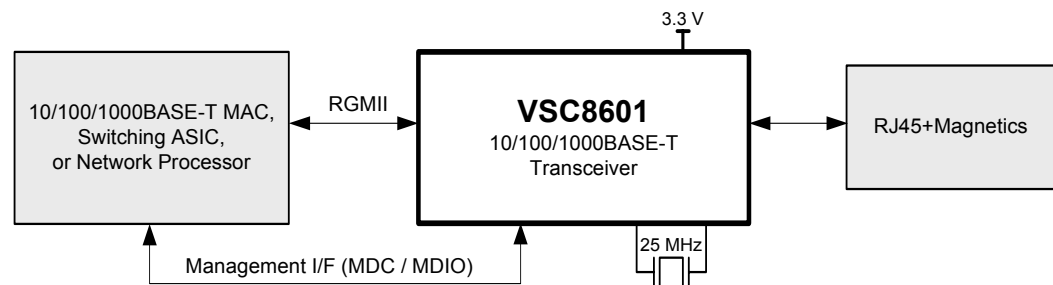 3.3 V
10/100/1000BASE-T MAC,
Switching ASIC,
or Network Processor
RGMII
VSC8601
10/100/1000BASE-T
Transceiver
RJ45+Magnetics
25 MHz
Management I/F (MDC / MDIO)